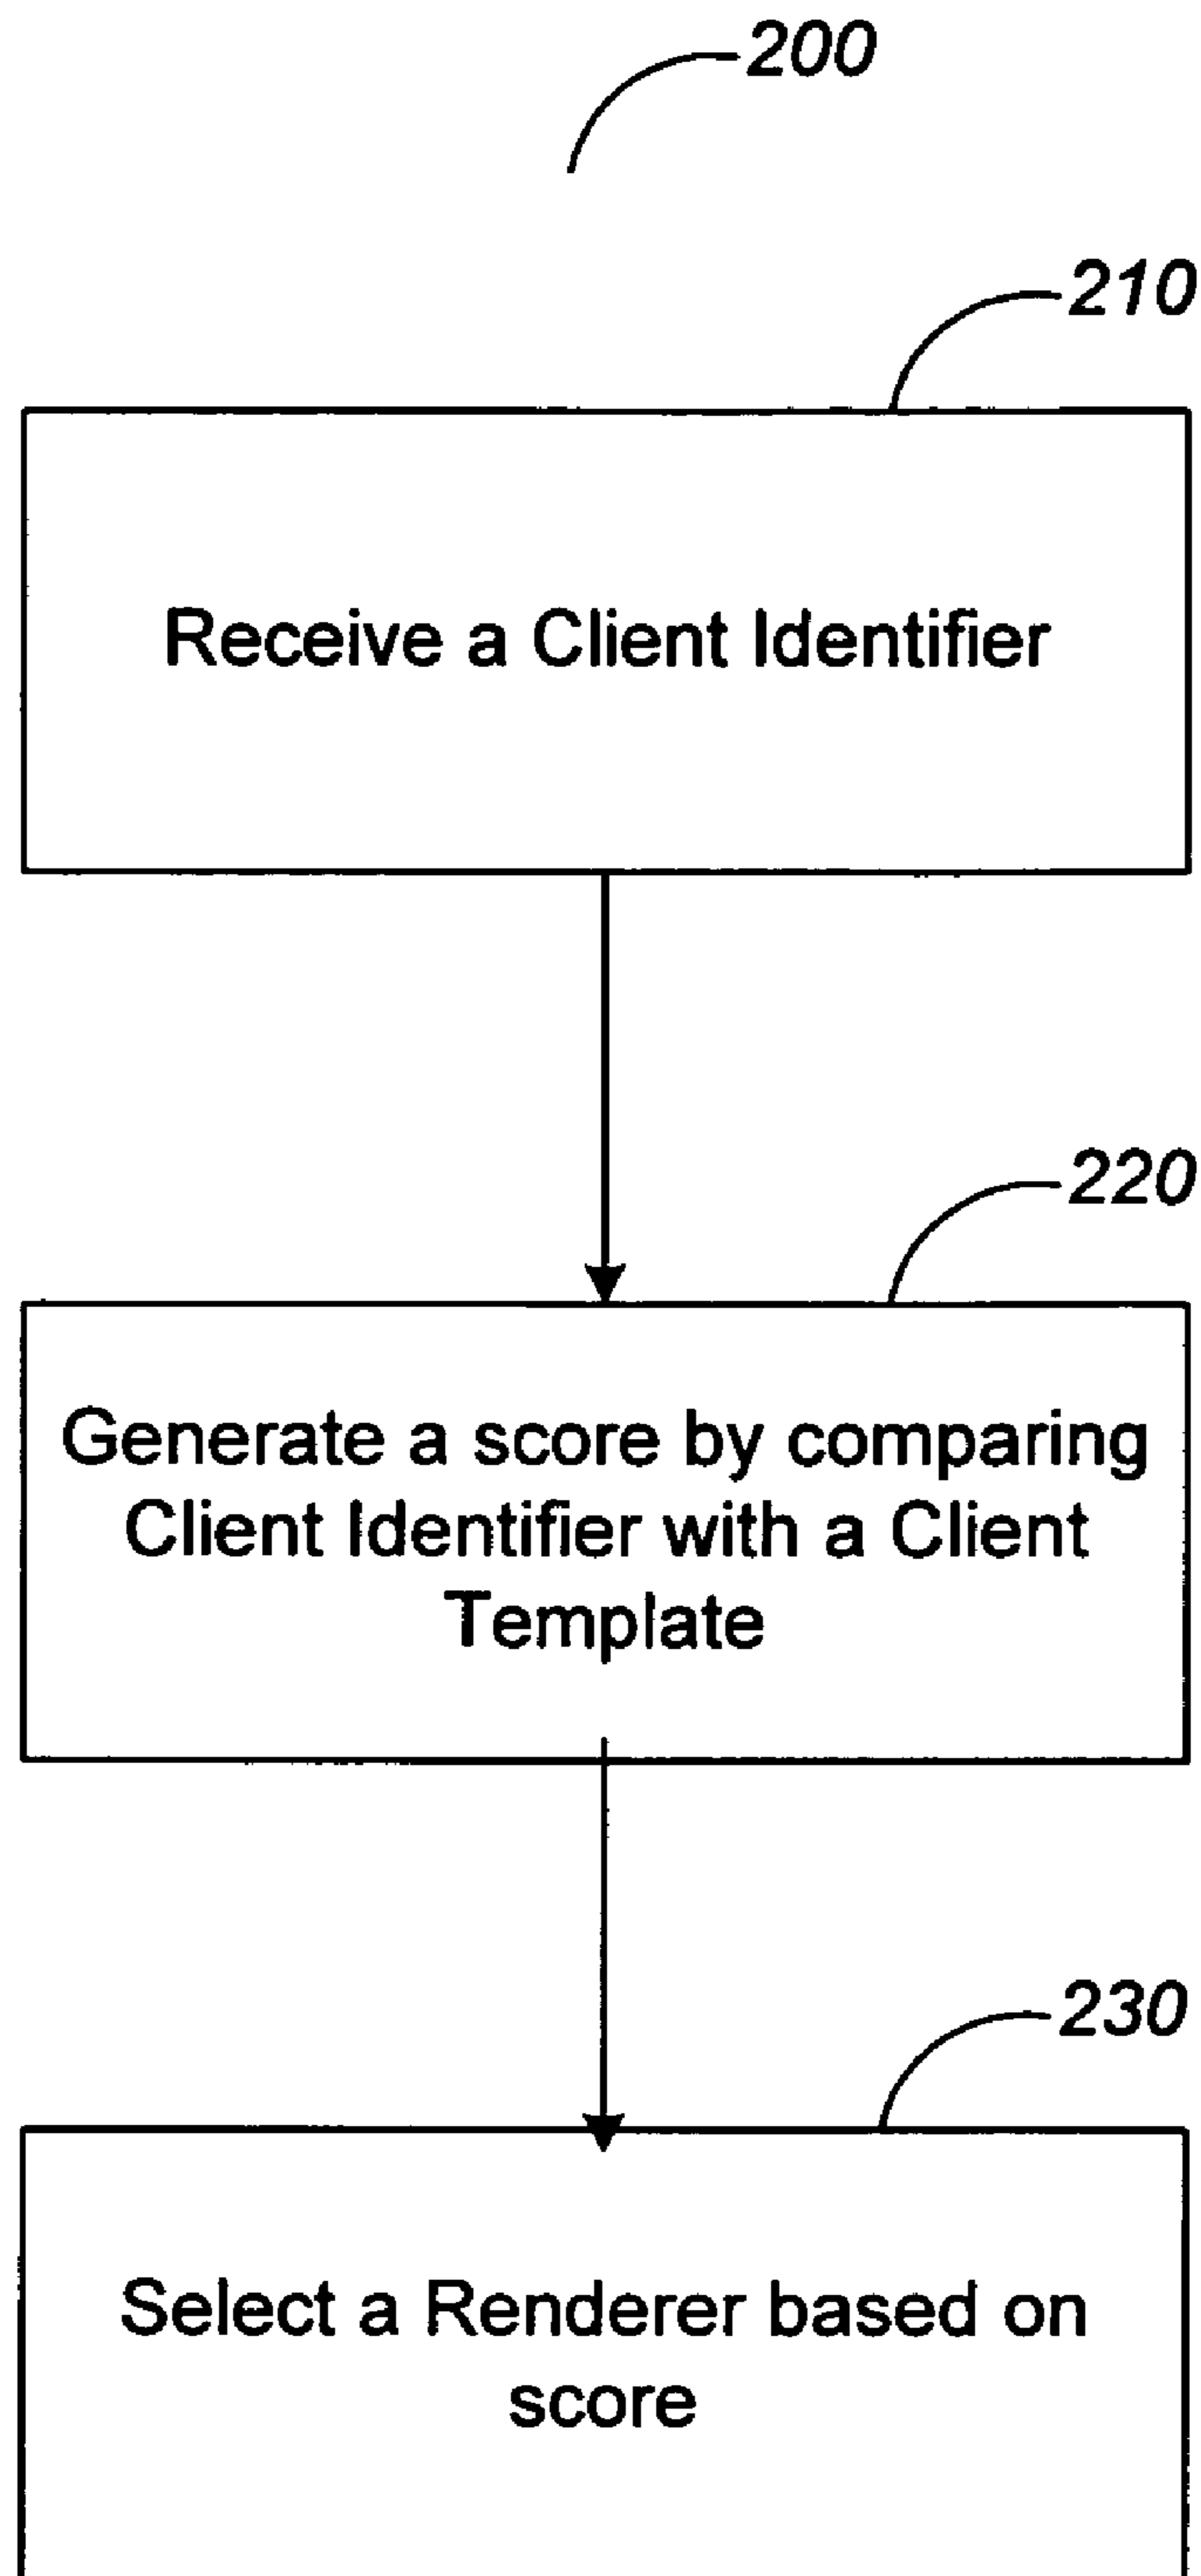 200
210
Receive a Client Identifier
220
Generate a score by comparing
Client Identifier with a Client
Template
230
Select a Renderer based on
score